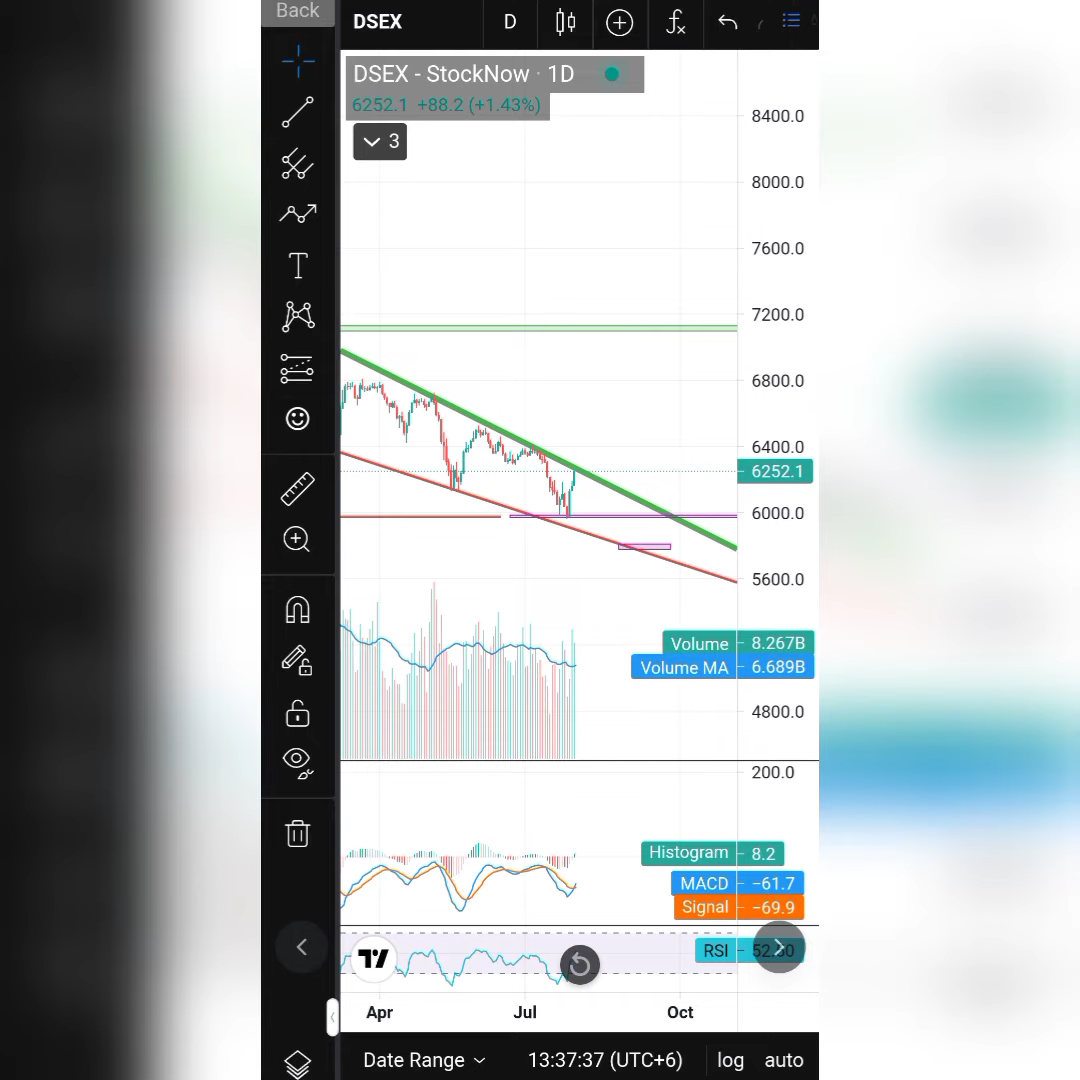 Back
DSEX
D
DSEX - StockNow · 1D
6252.1 +88.2 (+1.43%)
3
8400.0
8000.0
7600.0
7200.0
6800.0
6400.0
6252.1
6000.0
5600.0
Volume 8.267B
Volume MA 6.689B
4800.0
200.0
Histogram 8.2
MACD −61.7
Signal −69.9
RSI 52.60
Apr Jul Oct
Date Range 13:37:37 (UTC+6) log auto